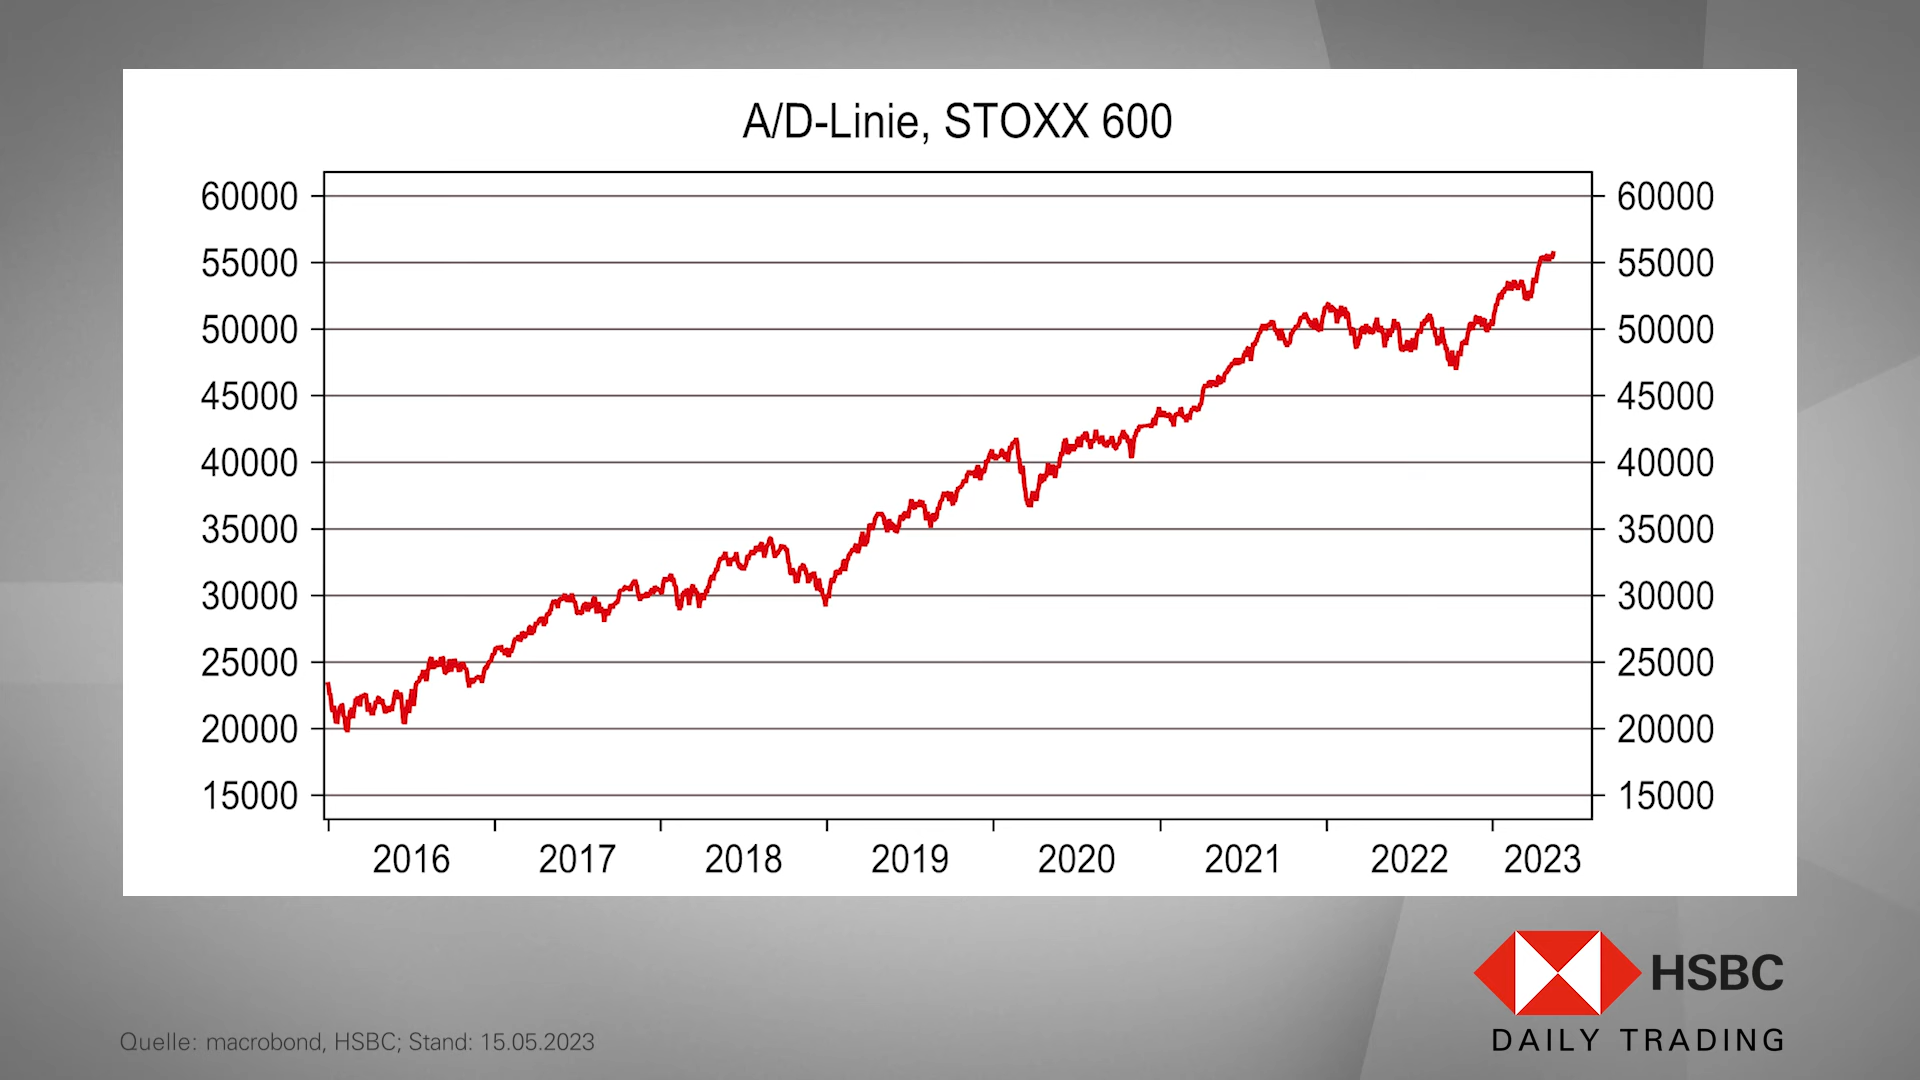 A/D-Linie, STOXX 600
60000 60000
55000 55000
50000 50000
45000 45000
40000 40000
35000 35000
30000 30000
25000 25000
20000 20000
15000 15000
2016 2017 2018 2019 2020 2021 2022 2023
HSBC
DAILY TRADING
Quelle: macrobond, HSBC; Stand: 15.05.2023